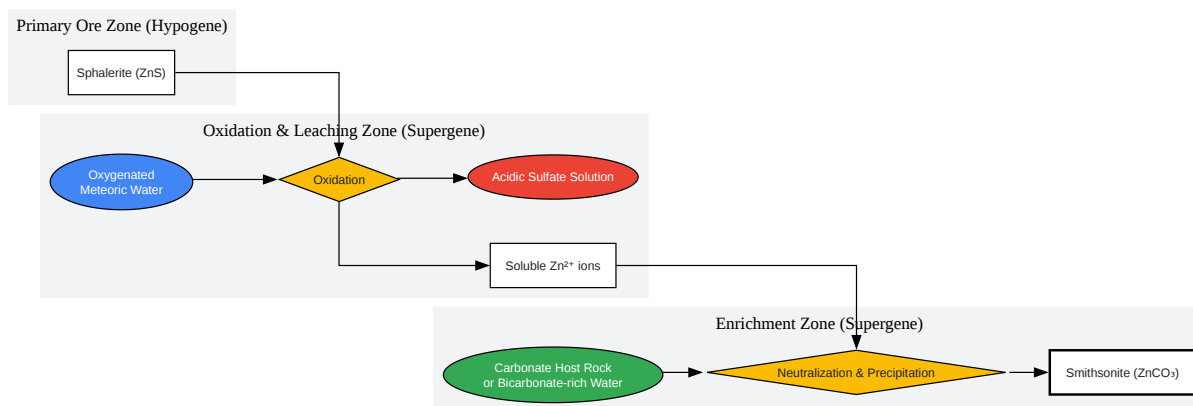 Primary Ore Zone (Hypogene)
Sphalerite (ZnS)
Oxidation & Leaching Zone (Supergene)
Oxygenated
Meteoric Water
Oxidation
Acidic Sulfate Solution
Soluble Zn²⁺ ions
Enrichment Zone (Supergene)
Carbonate Host Rock
or Bicarbonate-rich Water
Neutralization & Precipitation
Smithsonite (ZnCO₃)